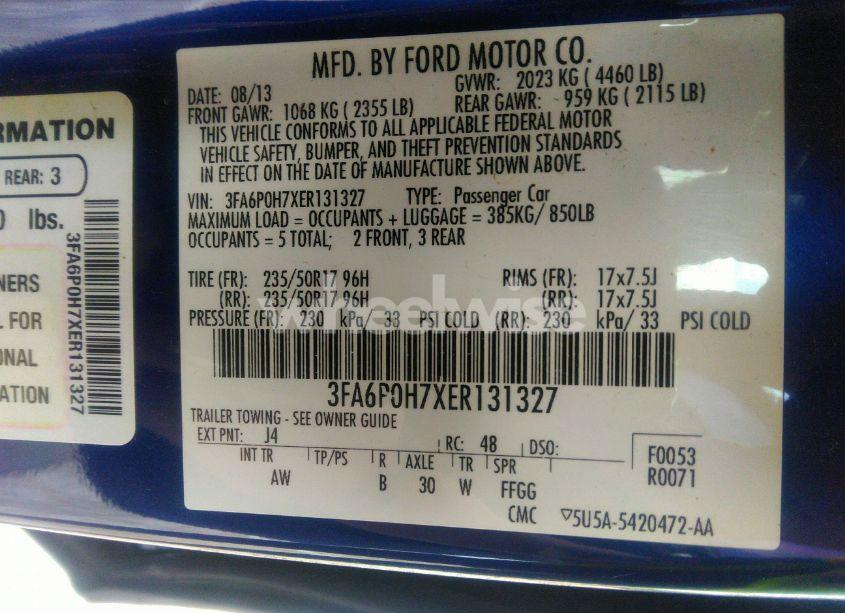 MFD. BY FORD MOTOR CO.
DATE: 08/13 GVWR: 2023 KG ( 4460 LB)
FRONT GAWR: 1068 KG ( 2355 LB) REAR GAWR: 959 KG ( 2115 LB)
THIS VEHICLE CONFORMS TO ALL APPLICABLE FEDERAL MOTOR
VEHICLE SAFETY, BUMPER, AND THEFT PREVENTION STANDARDS
IN EFFECT ON THE DATE OF MANUFACTURE SHOWN ABOVE.
VIN: 3FA6P0H7XER131327 TYPE: Passenger Car
MAXIMUM LOAD = OCCUPANTS + LUGGAGE = 385KG/ 850LB
OCCUPANTS = 5 TOTAL; 2 FRONT, 3 REAR
TIRE (FR): 235/50R17 96H RIMS (FR): 17x7.5J
(RR): 235/50R17 96H (RR): 17x7.5J
PRESSURE (FR): 230 kPa/ 33 PSI COLD (RR): 230 kPa/ 33 PSI COLD
wheelwise
3FA6P0H7XER131327
TRAILER TOWING - SEE OWNER GUIDE
EXT PNT: J4 RC: 48 DSO: F0053
INT TR TP/PS R AXLE TR SPR R0071
AW B 30 W FFGG
CMC ▽5U5A-5420472-AA
RMATION
REAR: 3
0 lbs.
NERS
L FOR
ONAL
ATION
3FA6P0H7XER131327